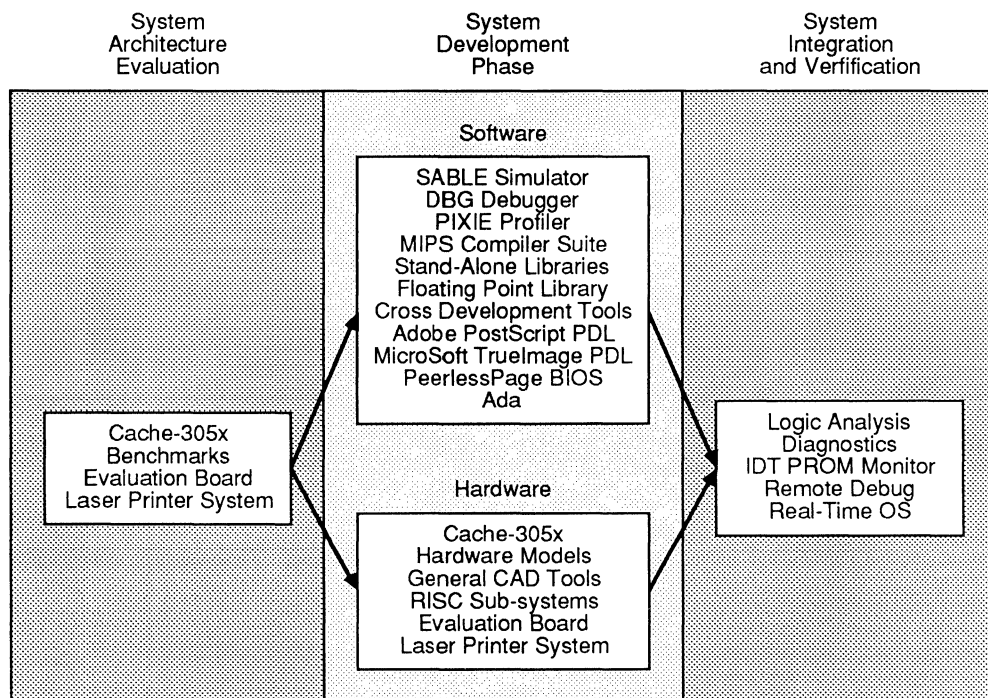 System
Architecture
Evaluation
System
Development
Phase
System
Integration
and Verfification
Software
SABLE Simulator
DBG Debugger
PIXIE Profiler
MIPS Compiler Suite
Stand-Alone Libraries
Floating Point Library
Cross Development Tools
Adobe PostScript PDL
MicroSoft TrueImage PDL
PeerlessPage BIOS
Ada
Cache-305x
Benchmarks
Evaluation Board
Laser Printer System
Hardware
Cache-305x
Hardware Models
General CAD Tools
RISC Sub-systems
Evaluation Board
Laser Printer System
Logic Analysis
Diagnostics
IDT PROM Monitor
Remote Debug
Real-Time OS